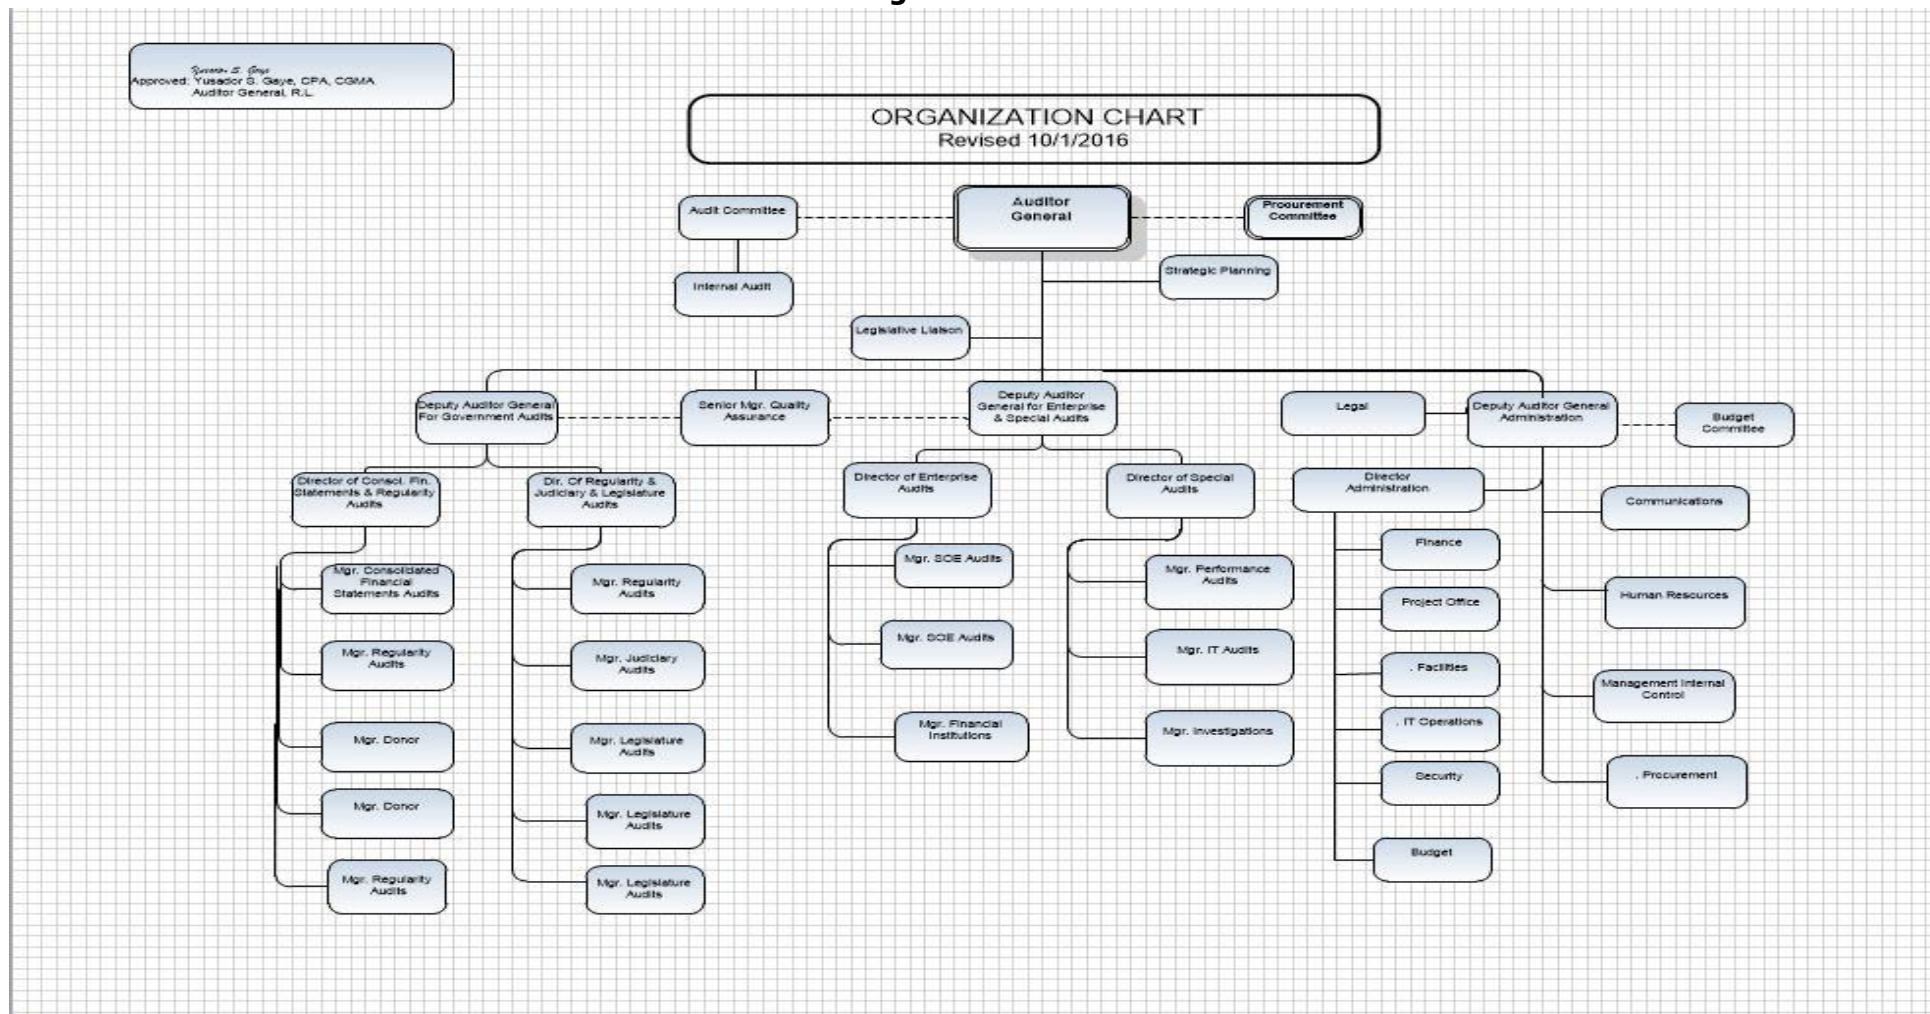 Yusador S. Gaye
Approved: Yusador S. Gaye, CPA, CGMA
Auditor General, R.L.
ORGANIZATION CHART
Revised 10/1/2016
Audit Committee
Auditor
General
Procurement
Committee
Internal Audit
Strategic Planning
Legislative Liaison
Deputy Auditor General
For Government Audits
Senior Mgr. Quality
Assurance
Deputy Auditor
General for Enterprise
& Special Audits
Legal
Deputy Auditor General
Administration
Budget
Committee
Director of Consol. Fin.
Statements & Regularity
Audits
Dir. Of Regularity &
Judiciary & Legislature
Audits
Director of Enterprise
Audits
Director of Special
Audits
Director
Administration
Mgr. Consolidated
Financial
Statements Audits
Mgr. Regularity
Audits
Mgr. Donor
Mgr. Donor
Mgr. Regularity
Audits
Mgr. Regularity
Audits
Mgr. Judiciary
Audits
Mgr. Legislature
Audits
Mgr. Legislature
Audits
Mgr. Legislature
Audits
Mgr. SOE Audits
Mgr. SOE Audits
Mgr. Financial
Institutions
Mgr. Performance
Audits
Mgr. IT Audits
Mgr. Investigations
Finance
Project Office
. Facilities
. IT Operations
Security
Budget
Communications
Human Resources
Management Internal
Control
. Procurement